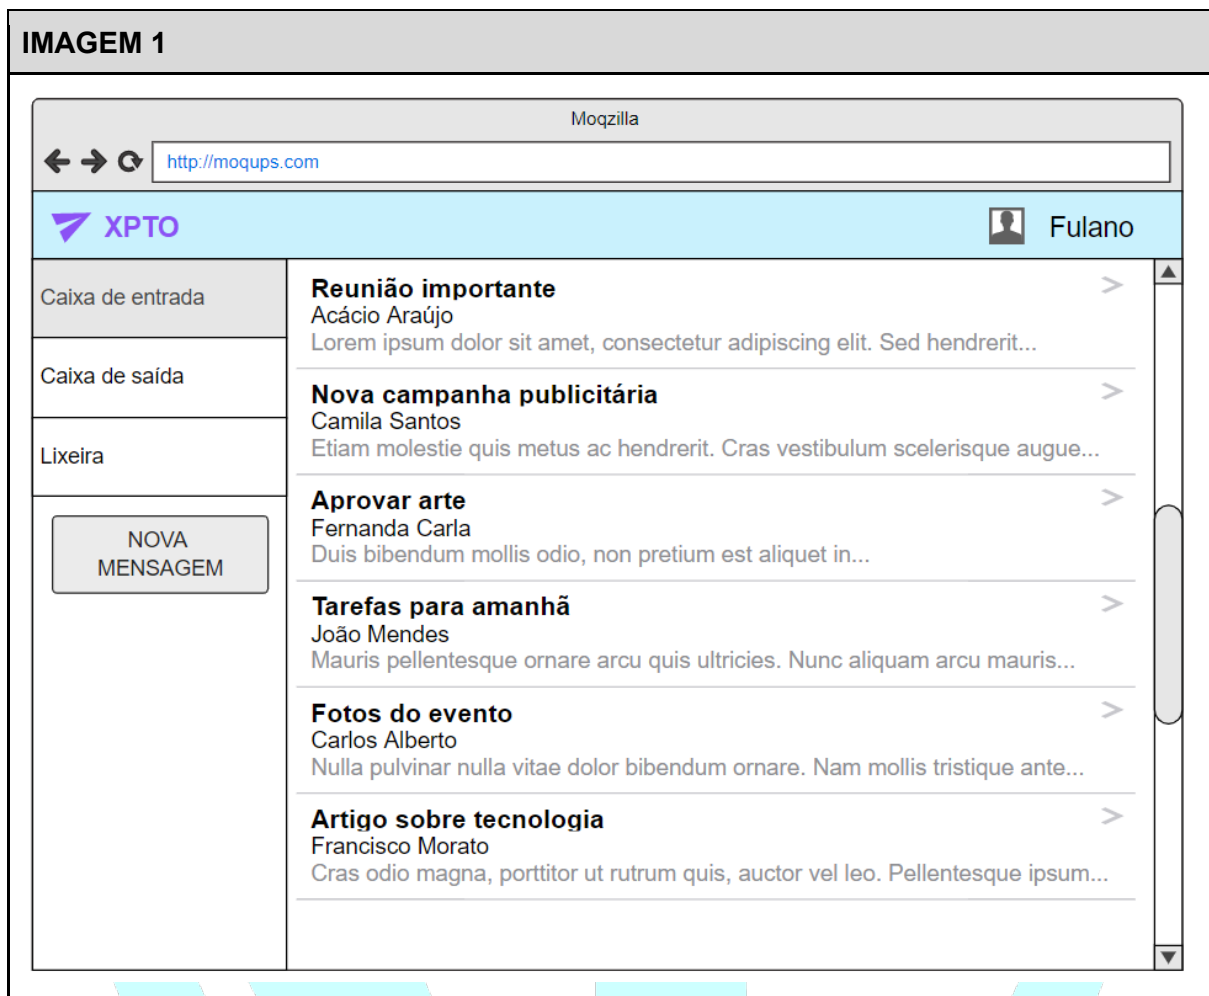 IMAGEM 1
Moqzilla
http://moqups.com
XPTO
Fulano
Caixa de entrada
Caixa de saída
Lixeira
NOVA
MENSAGEM
Reunião importante
Acácio Araújo
Lorem ipsum dolor sit amet, consectetur adipiscing elit. Sed hendrerit...
Nova campanha publicitária
Camila Santos
Etiam molestie quis metus ac hendrerit. Cras vestibulum scelerisque augue...
Aprovar arte
Fernanda Carla
Duis bibendum mollis odio, non pretium est aliquet in...
Tarefas para amanhã
João Mendes
Mauris pellentesque ornare arcu quis ultricies. Nunc aliquam arcu mauris...
Fotos do evento
Carlos Alberto
Nulla pulvinar nulla vitae dolor bibendum ornare. Nam mollis tristique ante...
Artigo sobre tecnologia
Francisco Morato
Cras odio magna, porttitor ut rutrum quis, auctor vel leo. Pellentesque ipsum...